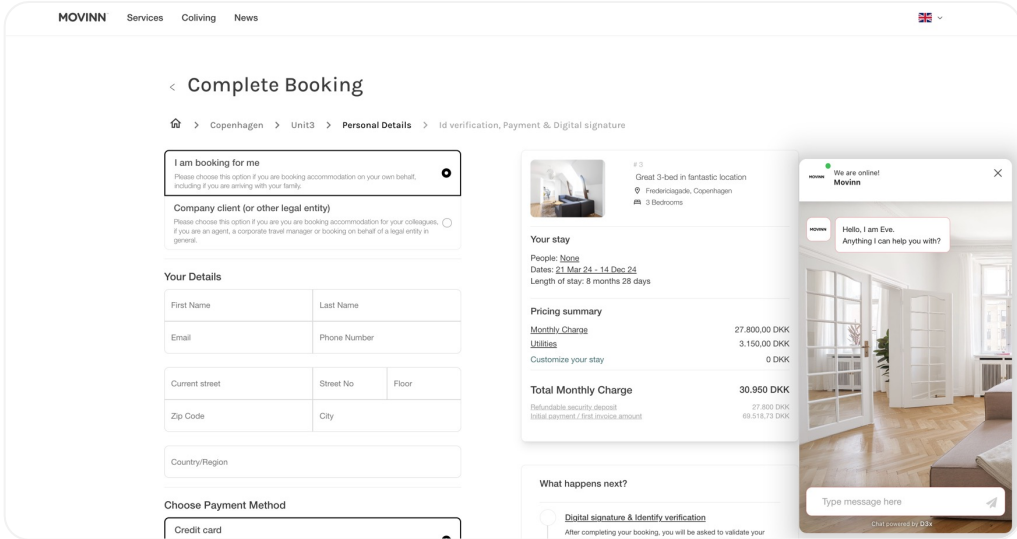 MOVINN
Services
Coliving
News
< Complete Booking
> Copenhagen > Unit3 > Personal Details > Id verification, Payment & Digital signature
I am booking for me
Please choose this option if you are booking accommodation on your own behalf,
including if you are arriving with your family.
Company client (or other legal entity)
Please choose this option if you are you are booking accommodation for your colleagues,
if you are an agent, a corporate travel manager or booking on behalf of a legal entity in
general.
Your Details
First Name
Last Name
Email
Phone Number
Current street
Street No
Floor
Zip Code
City
Country/Region
Choose Payment Method
Credit card
# 3
Great 3-bed in fantastic location
Fredericiagade, Copenhagen
3 Bedrooms
Your stay
People: None
Dates: 21 Mar 24 - 14 Dec 24
Length of stay: 8 months 28 days
Pricing summary
Monthly Charge 27.800,00 DKK
Utilities 3.150,00 DKK
Customize your stay 0 DKK
Total Monthly Charge 30.950 DKK
Refundable security deposit 27.800 DKK
Initial payment / first invoice amount 69.518,73 DKK
What happens next?
Digital signature & Identify verification
After completing your booking, you will be asked to validate your
MOVINN
We are online!
Movinn
MOVINN
Hello, I am Eve.
Anything I can help you with?
Type message here
Chat powered by D3x